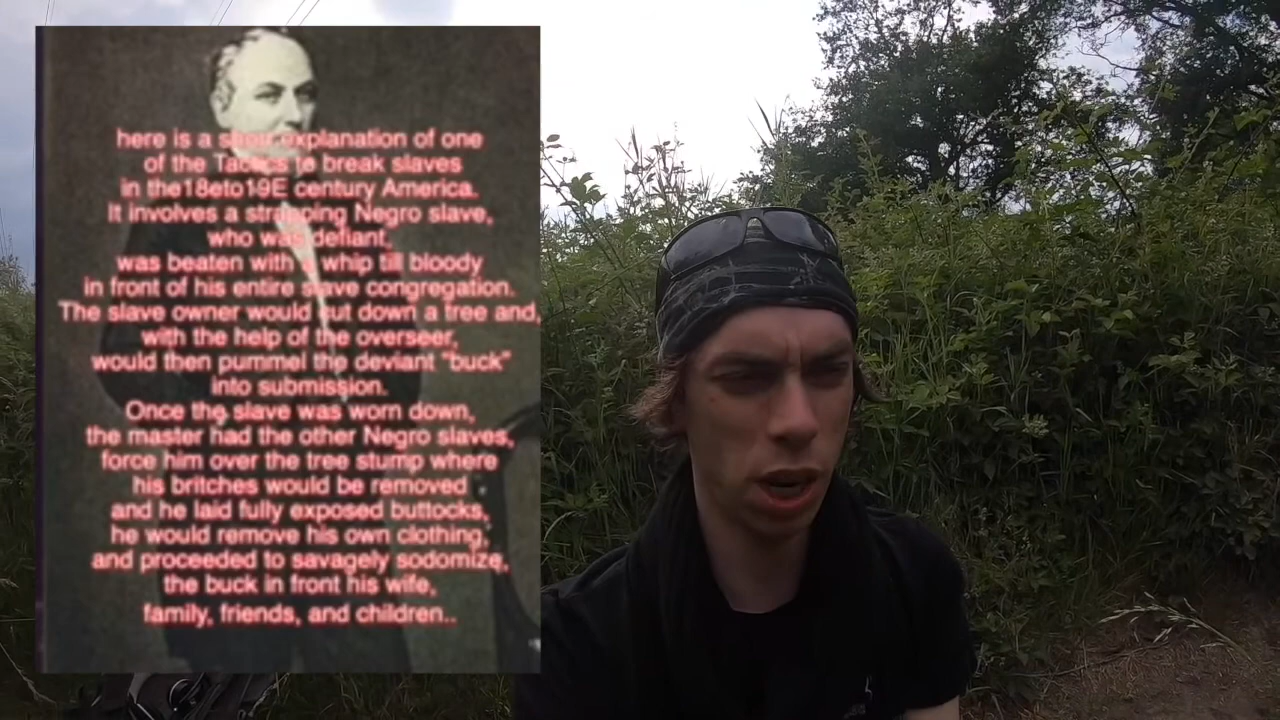 here is a short explanation of one
of the Tactics to break slaves
in the18eto19E century America.
It involves a strapping Negro slave,
who was defiant.
was beaten with a whip till bloody
in front of his entire slave congregation.
The slave owner would cut down a tree and,
with the help of the overseer,
would then pummel the deviant "buck"
into submission.
Once the slave was worn down,
the master had the other Negro slaves,
force him over the tree stump where
his britches would be removed
and he laid fully exposed buttocks,
he would remove his own clothing,
and proceeded to savagely sodomize,
the buck in front his wife,
family, friends, and children..